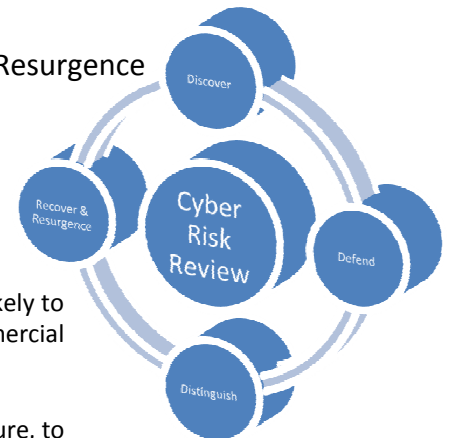 Resurgence
Discover
Recover &
Resurgence
Cyber
Risk
Review
Defend
kely to
nercial
Distinguish
ure, to